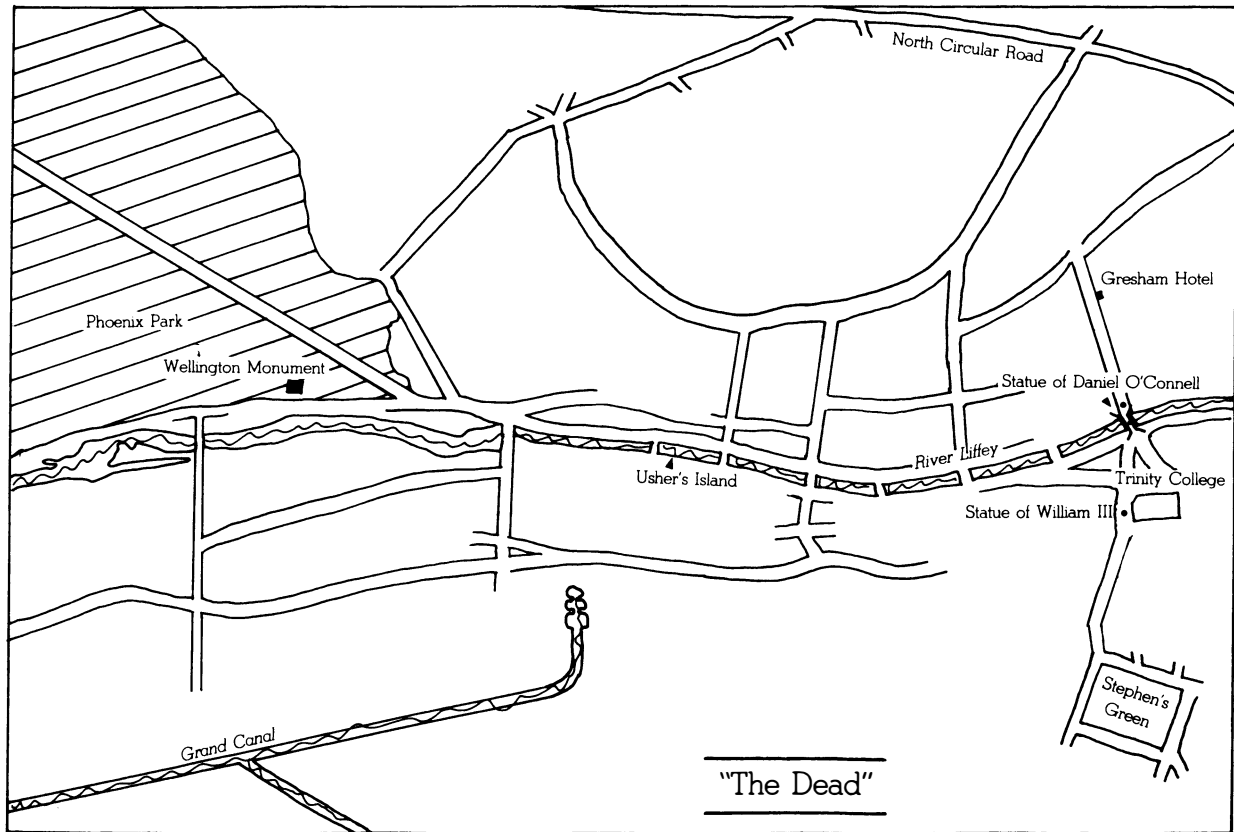 North Circular Road
Gresham Hotel
Phoenix Park
Wellington Monument
Statue of Daniel O'Connell
River Liffey
Usher's Island
Trinity College
Statue of William III
Stephen's
Green
Grand Canal
"The Dead"